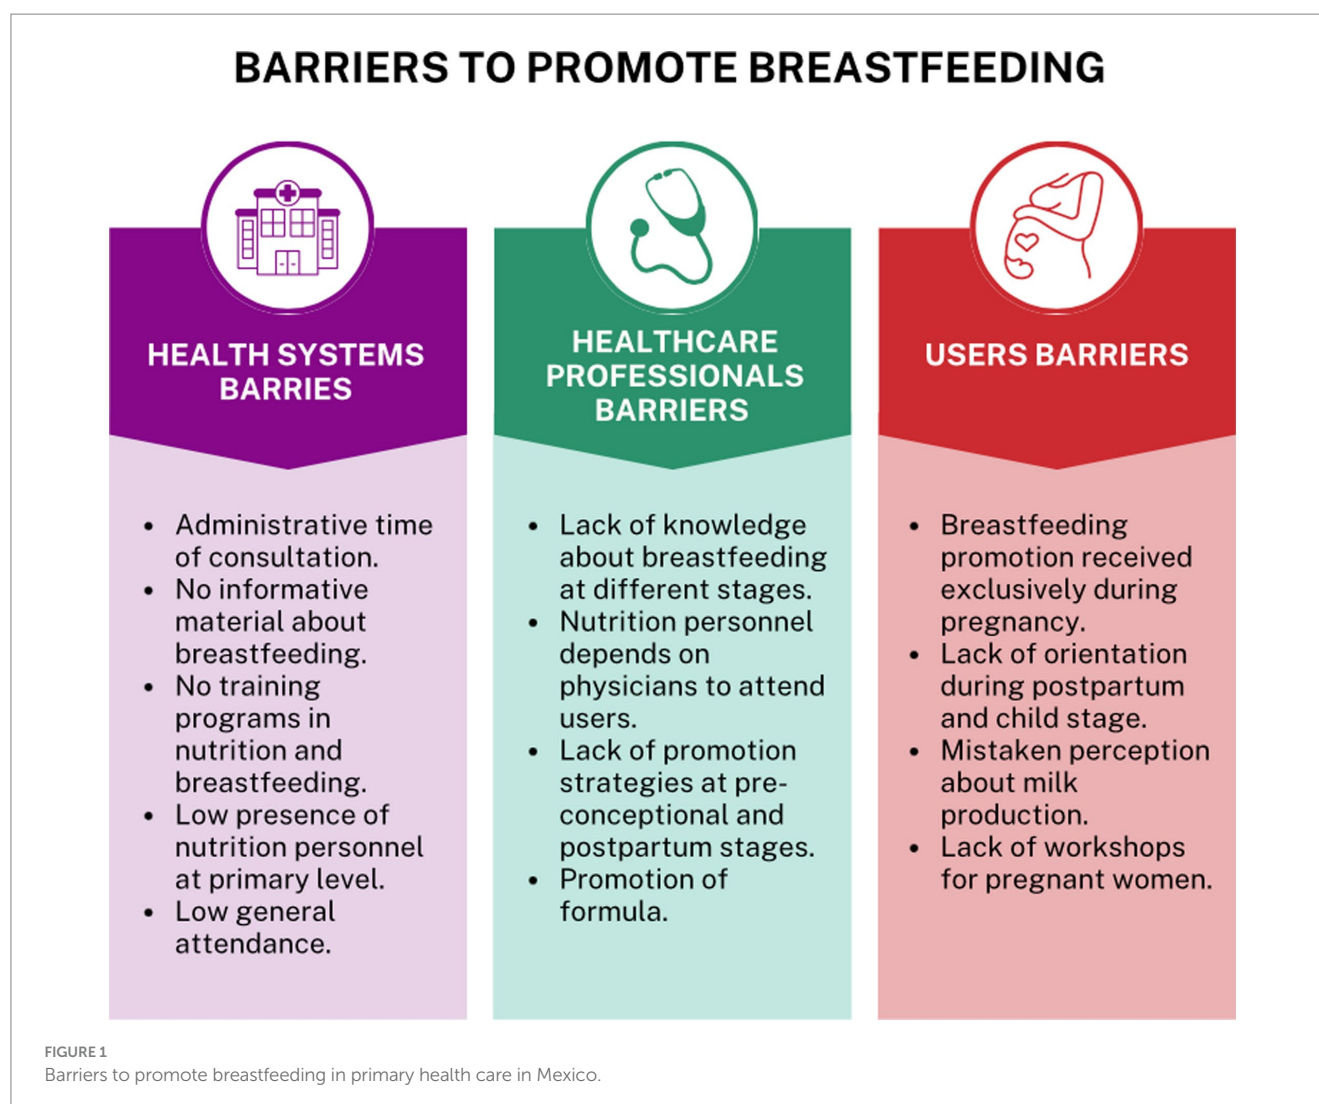 BARRIERS TO PROMOTE BREASTFEEDING
HEALTH SYSTEMS
BARRIES
• Administrative time
of consultation.
• No informative
material about
breastfeeding.
• No training
programs in
nutrition and
breastfeeding.
• Low presence of
nutrition personnel
at primary level.
• Low general
attendance.
HEALTHCARE
PROFESSIONALS
BARRIERS
• Lack of knowledge
about breastfeeding
at different stages.
• Nutrition personnel
depends on
physicians to attend
users.
• Lack of promotion
strategies at pre-
conceptional and
postpartum stages.
• Promotion of
formula.
USERS BARRIERS
• Breastfeeding
promotion received
exclusively during
pregnancy.
• Lack of orientation
during postpartum
and child stage.
• Mistaken perception
about milk
production.
• Lack of workshops
for pregnant women.
FIGURE 1
Barriers to promote breastfeeding in primary health care in Mexico.